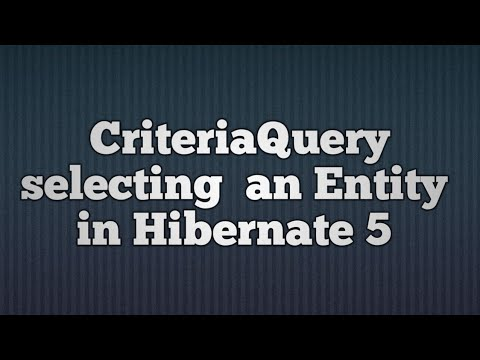 CriteriaQuery
selecting an Entity
in Hibernate 5